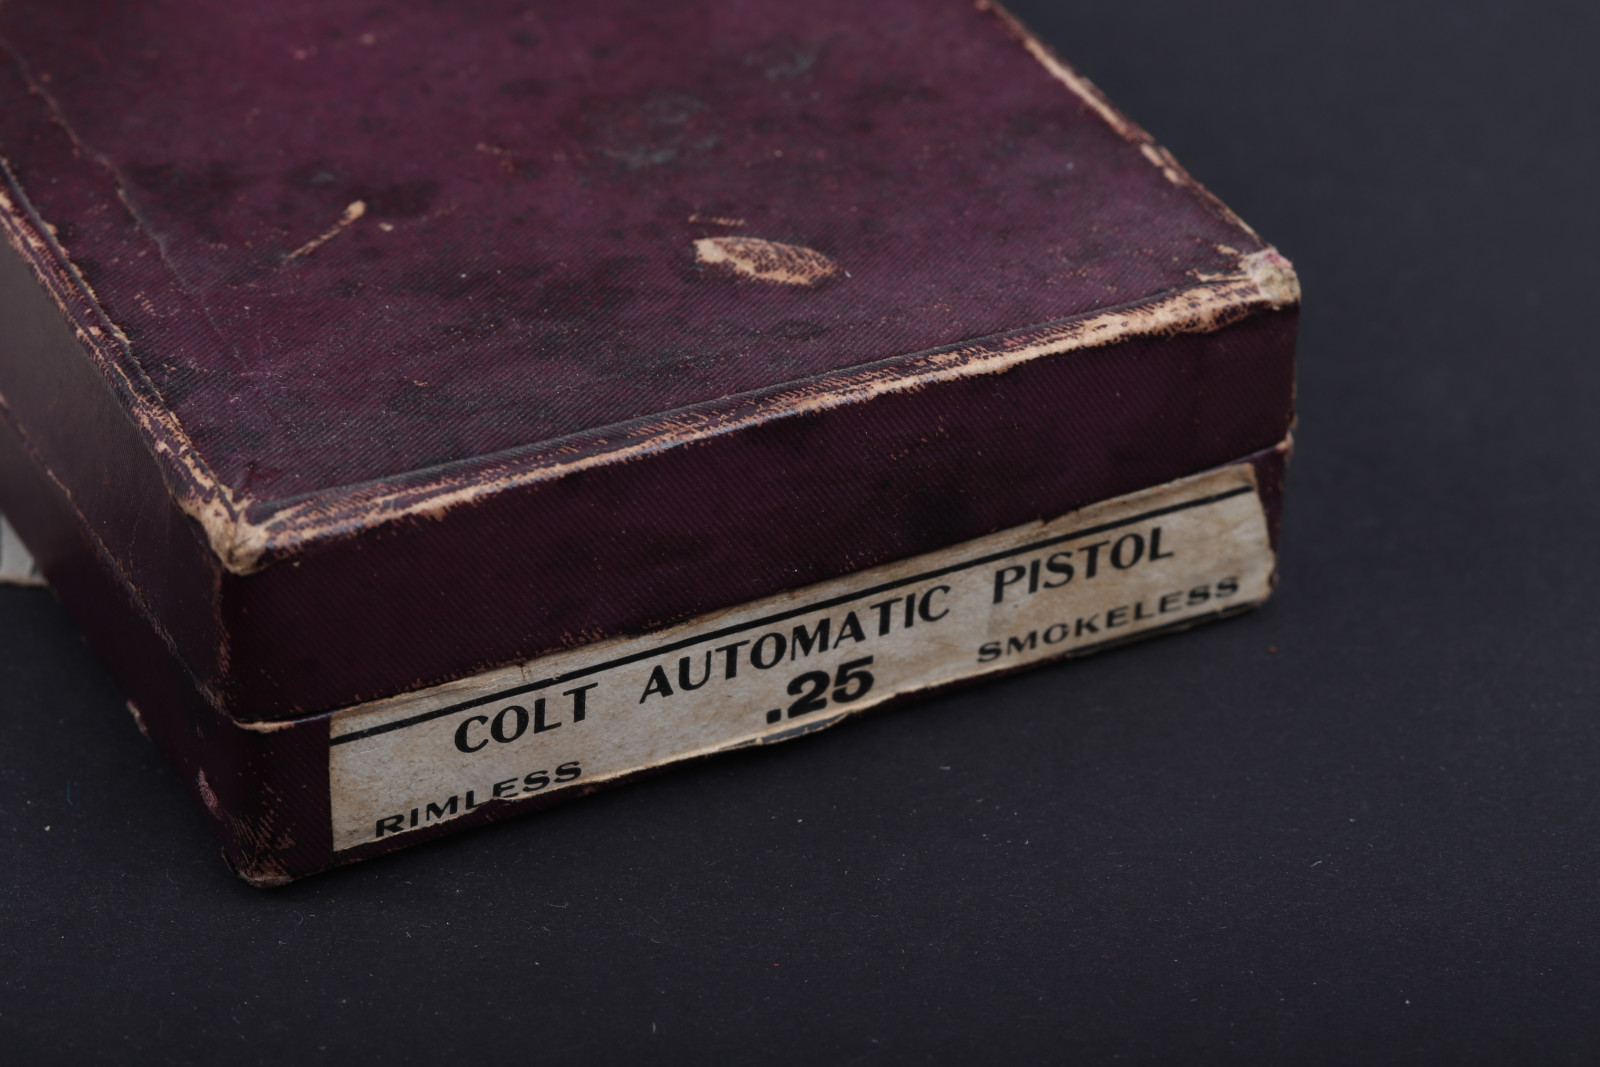 COLT AUTOMATIC PISTOL
.25
RIMLESS SMOKELESS